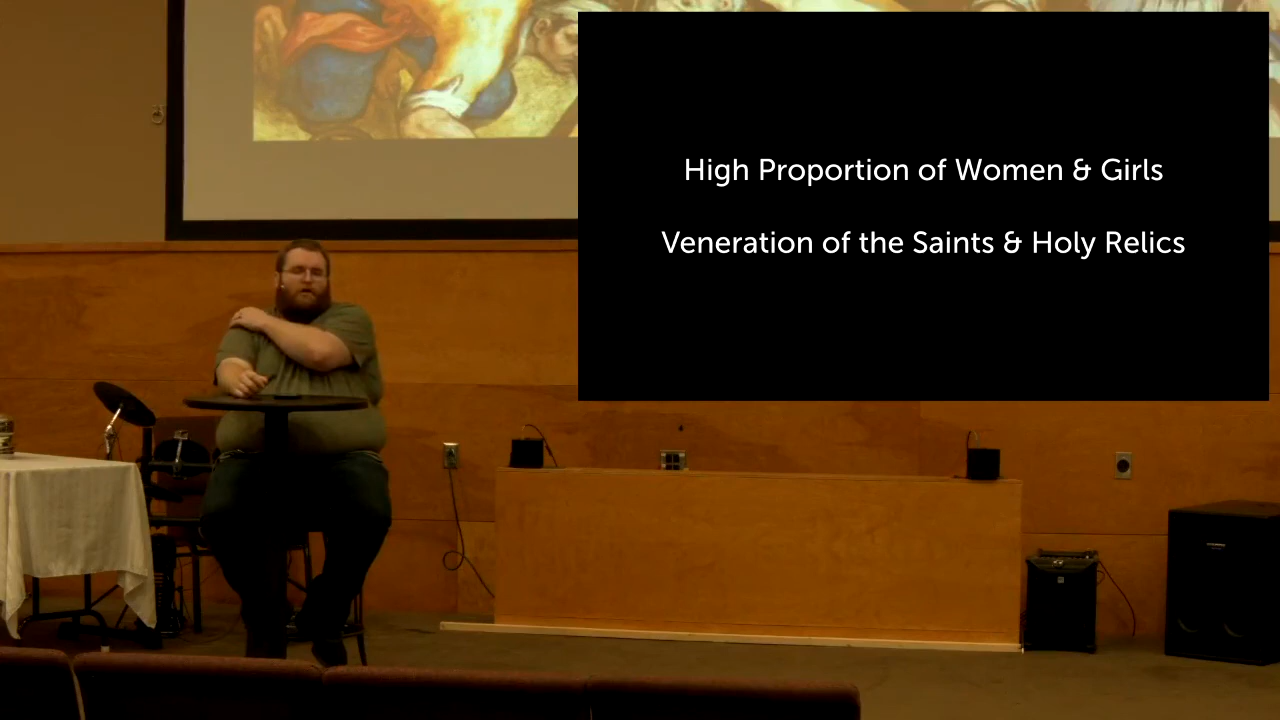 High Proportion of Women & Girls
Veneration of the Saints & Holy Relics